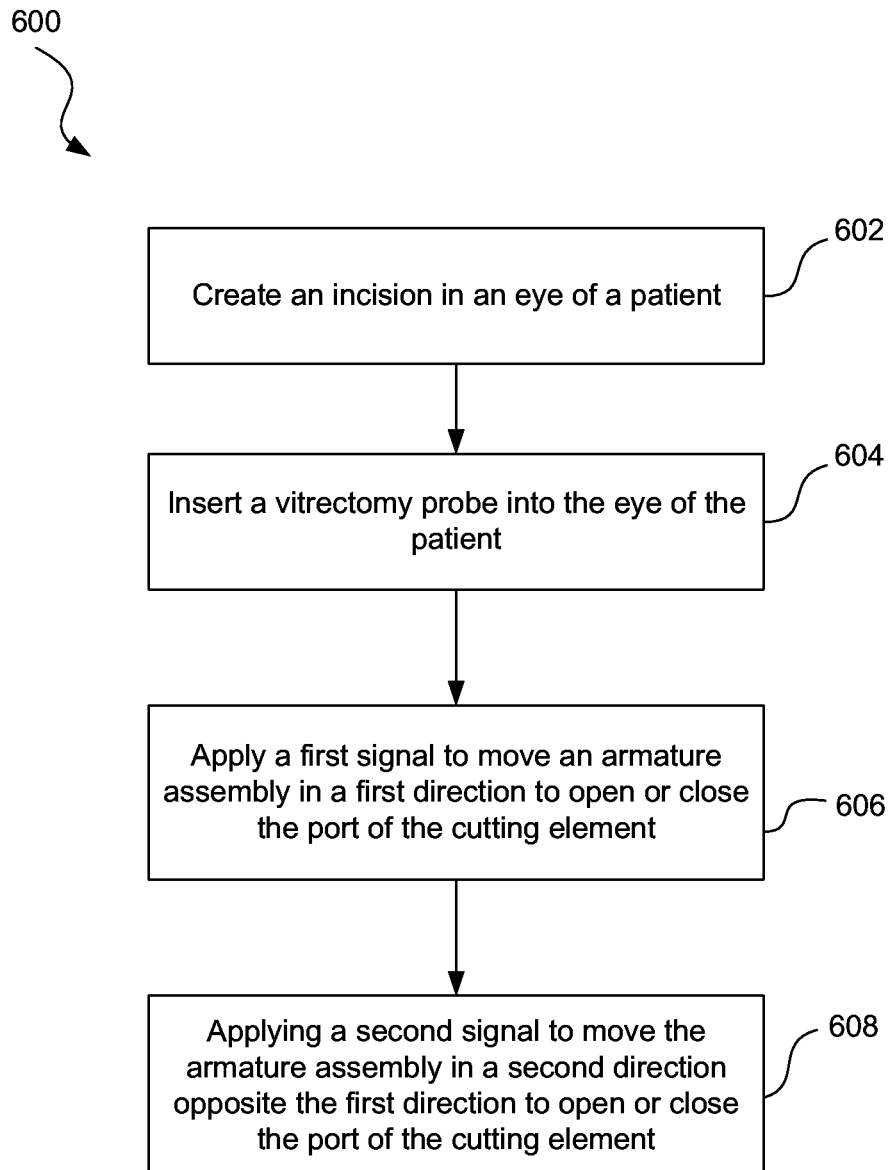 600
Create an incision in an eye of a patient
602
Insert a vitrectomy probe into the eye of the
patient
604
Apply a first signal to move an armature
assembly in a first direction to open or close
the port of the cutting element
606
Applying a second signal to move the
armature assembly in a second direction
opposite the first direction to open or close
the port of the cutting element
608